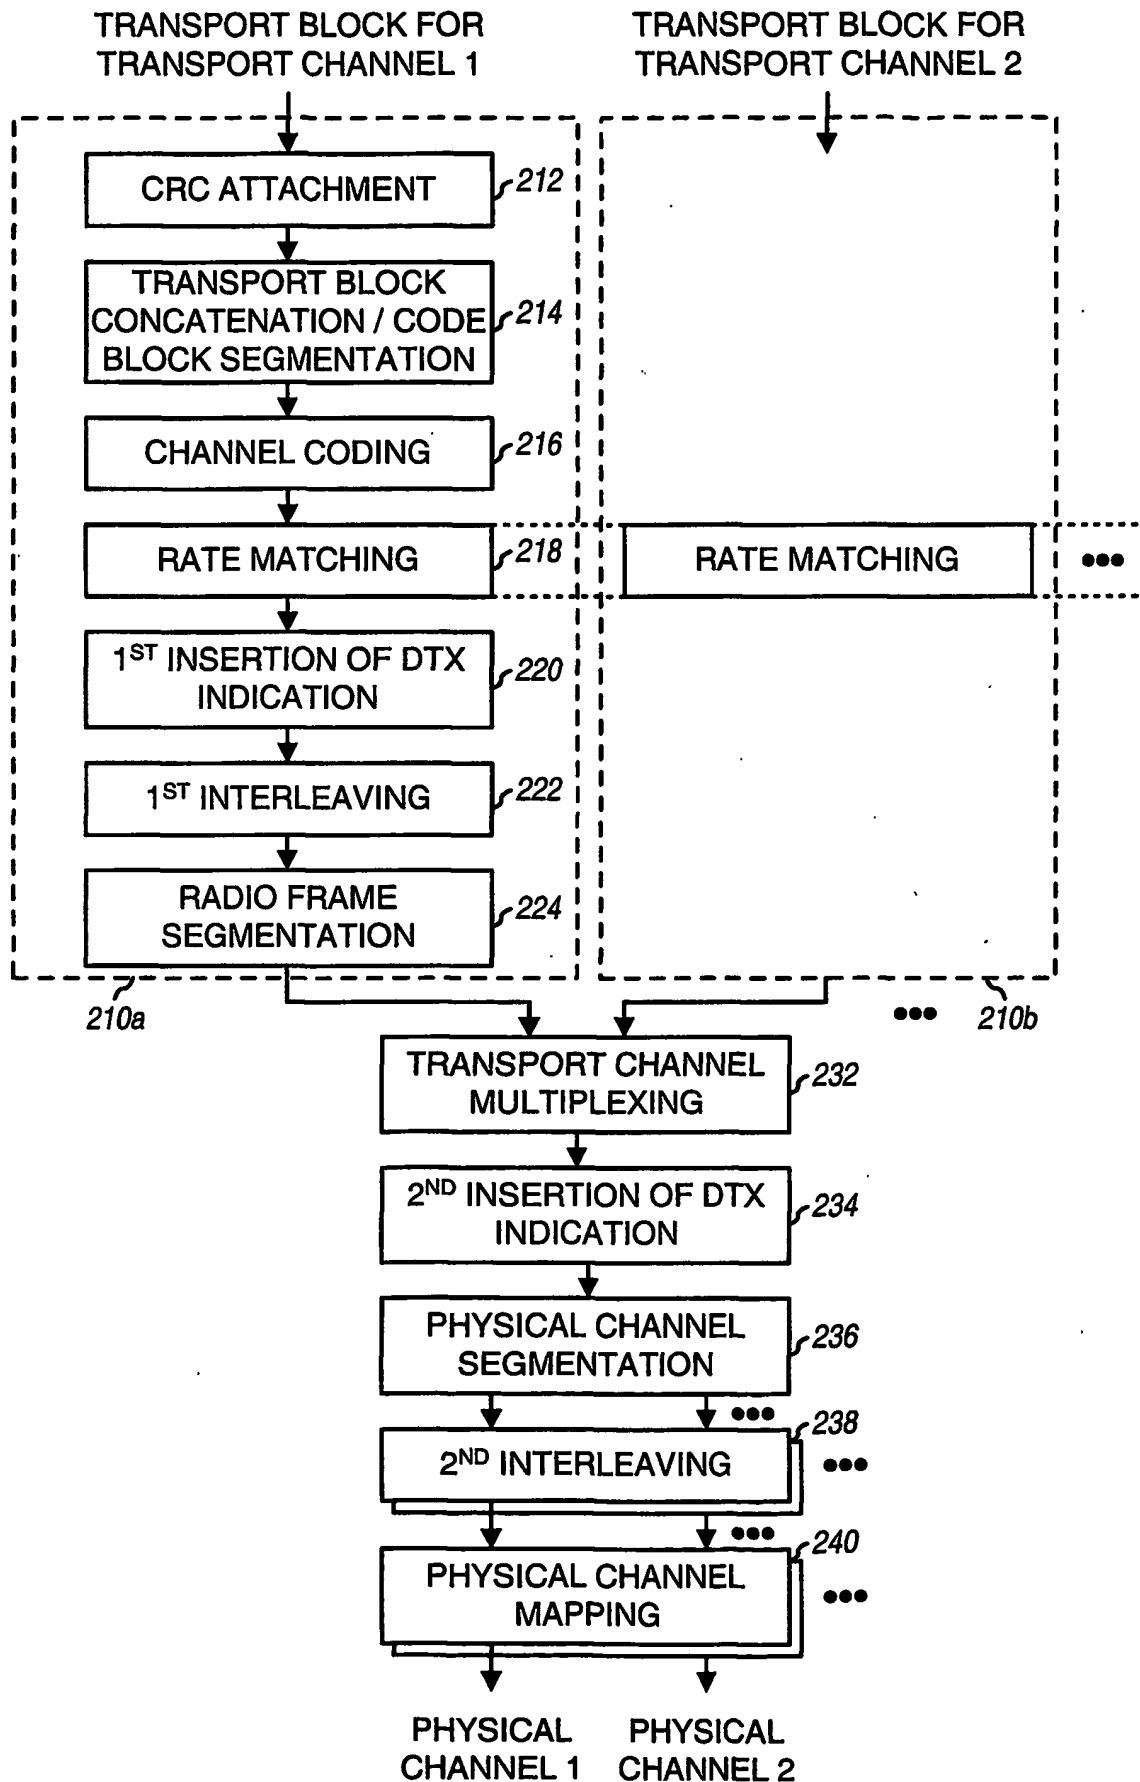 TRANSPORT BLOCK FOR
TRANSPORT CHANNEL 1
TRANSPORT BLOCK FOR
TRANSPORT CHANNEL 2
CRC ATTACHMENT
212
TRANSPORT BLOCK
CONCATENATION / CODE
BLOCK SEGMENTATION
214
CHANNEL CODING
216
RATE MATCHING
218
RATE MATCHING
1ST INSERTION OF DTX
INDICATION
220
1ST INTERLEAVING
222
RADIO FRAME
SEGMENTATION
224
210a
210b
TRANSPORT CHANNEL
MULTIPLEXING
232
2ND INSERTION OF DTX
INDICATION
234
PHYSICAL CHANNEL
SEGMENTATION
236
2ND INTERLEAVING
238
PHYSICAL CHANNEL
MAPPING
240
PHYSICAL
CHANNEL 1
PHYSICAL
CHANNEL 2